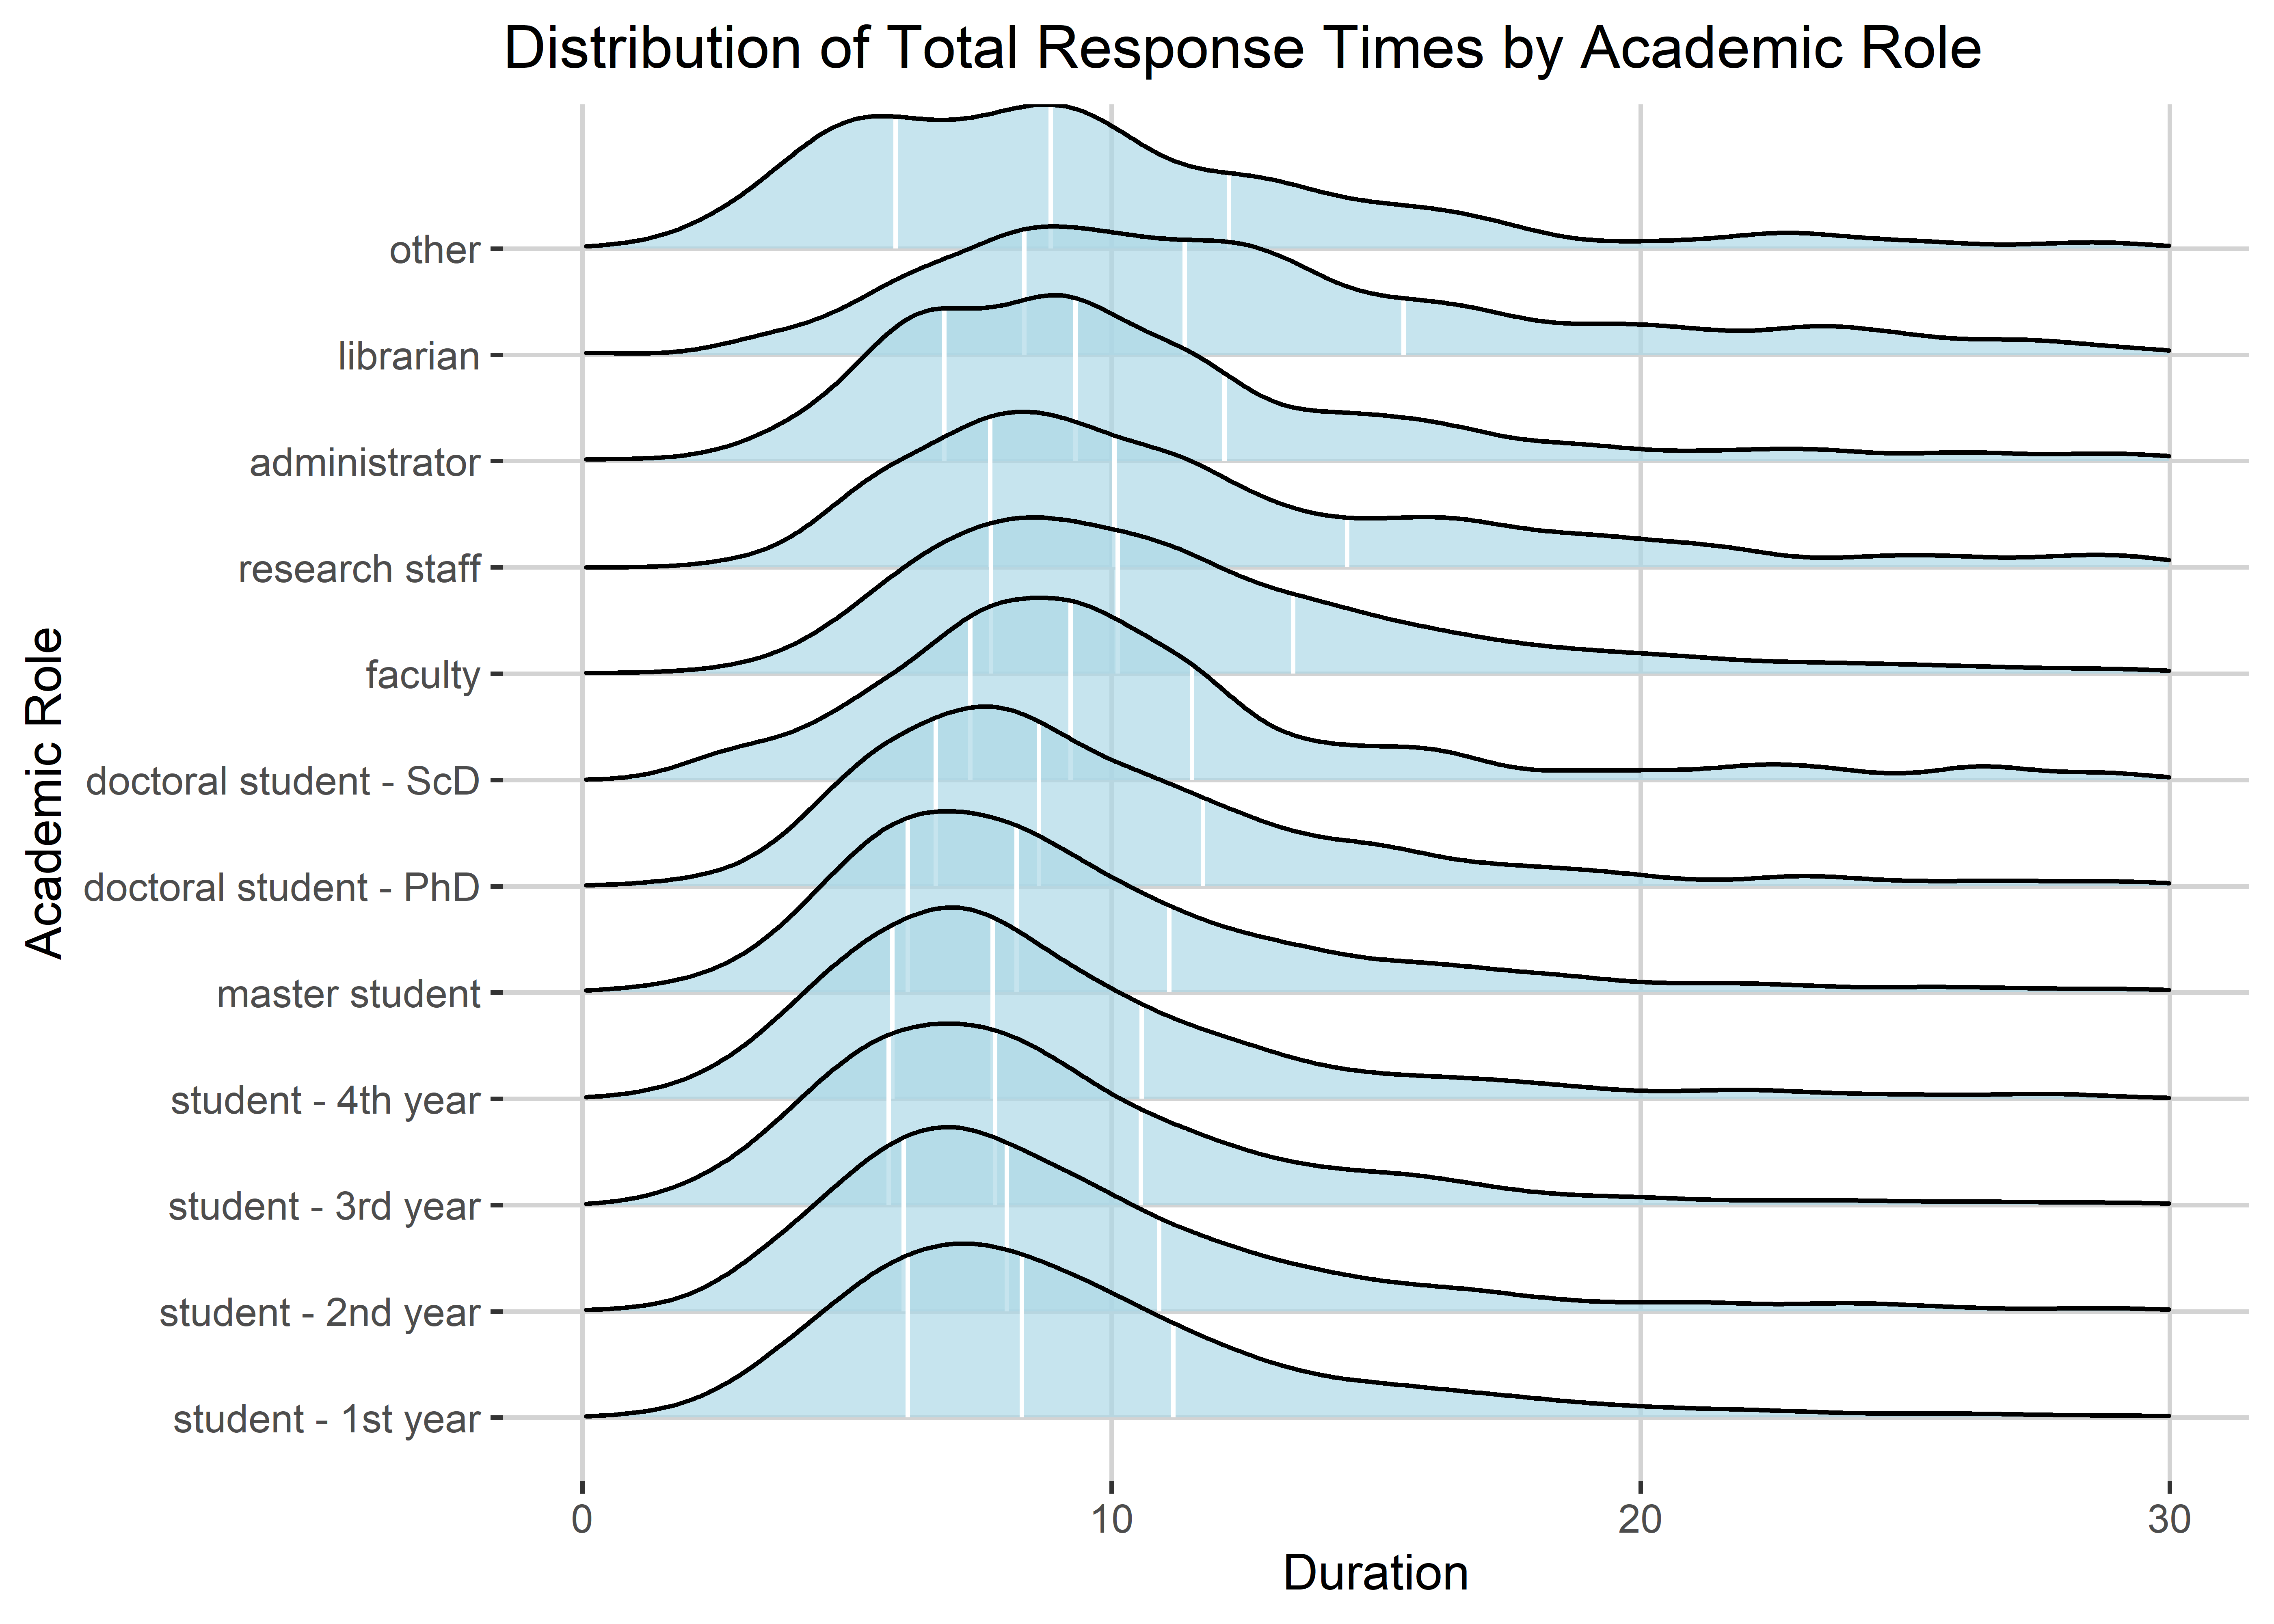 Distribution of Total Response Times by Academic Role
Academic Role
other
librarian
administrator
research staff
faculty
doctoral student - ScD
doctoral student - PhD
master student
student - 4th year
student - 3rd year
student - 2nd year
student - 1st year
0 10 20 30
Duration